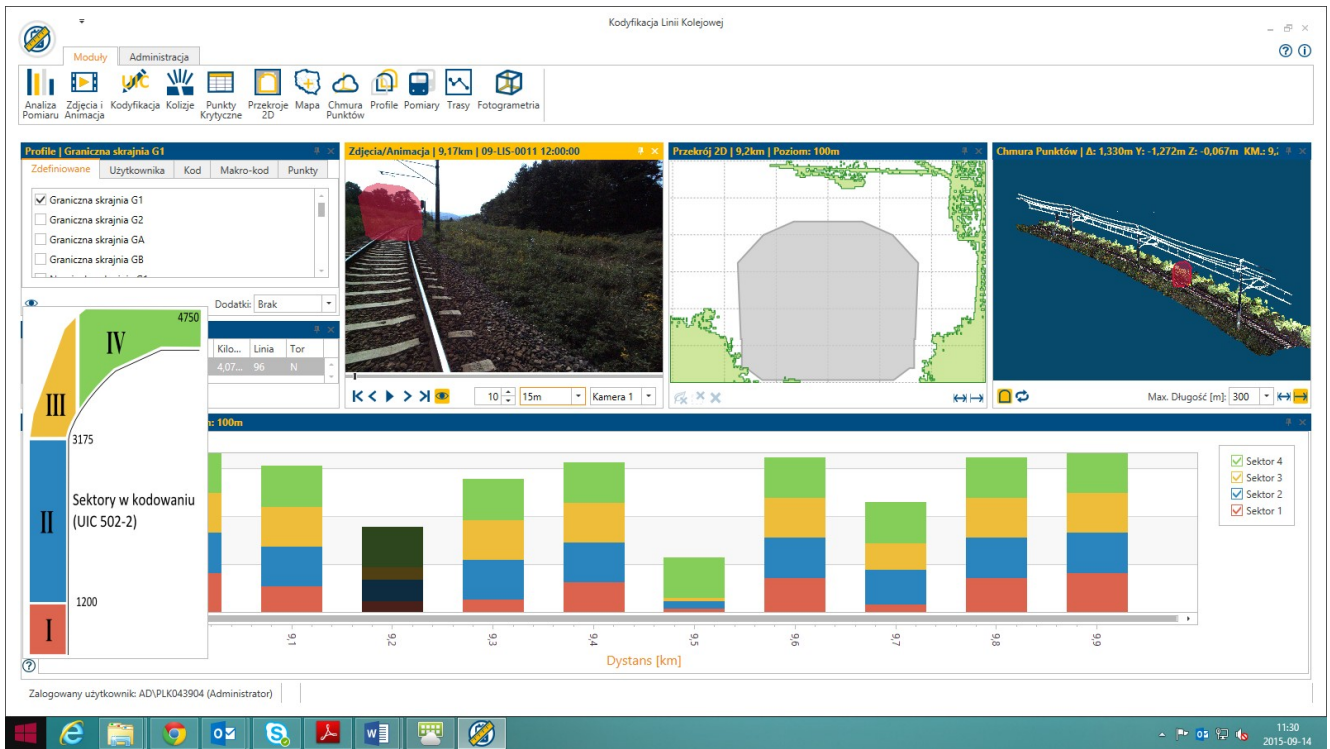 Kodyfikacja Linii Kolejowej
Moduły Administracja
Analiza Pomiaru
Zdjęcia i Animacja
Kodyfikacja
Kolizje
Punkty Krytyczne
Przekroje 2D
Mapa
Chmura Punktów
Profile
Pomiary
Trasy
Fotogrametria
Profile | Graniczna skrajnia G1
Zdefiniowane Użytkownika Kod Makro-kod Punkty
Graniczna skrajnia G1
Graniczna skrajnia G2
Graniczna skrajnia GA
Graniczna skrajnia GB
Dodatki: Brak
Kilo... Linia Tor
4,07... 96 N
Zdjęcia/Animacja | 9,17km | 09-LIS-0011 12:00:00
10 15m Kamera 1
Przekrój 2D | 9,2km | Poziom: 100m
Chmura Punktów | Δ: 1,330m Y: -1,272m Z: -0,067m KM.: 9,
Max. Długość [m]: 300
IV
4750
III
3175
Sektory w kodowaniu
(UIC 502-2)
II
1200
I
: 100m
Sektor 4
Sektor 3
Sektor 2
Sektor 1
9,1 9,2 9,3 9,4 9,5 9,6 9,7 9,8 9,9
Dystans [km]
Zalogowany użytkownik: AD\PLK043904 (Administrator)
11:30
2015-09-14